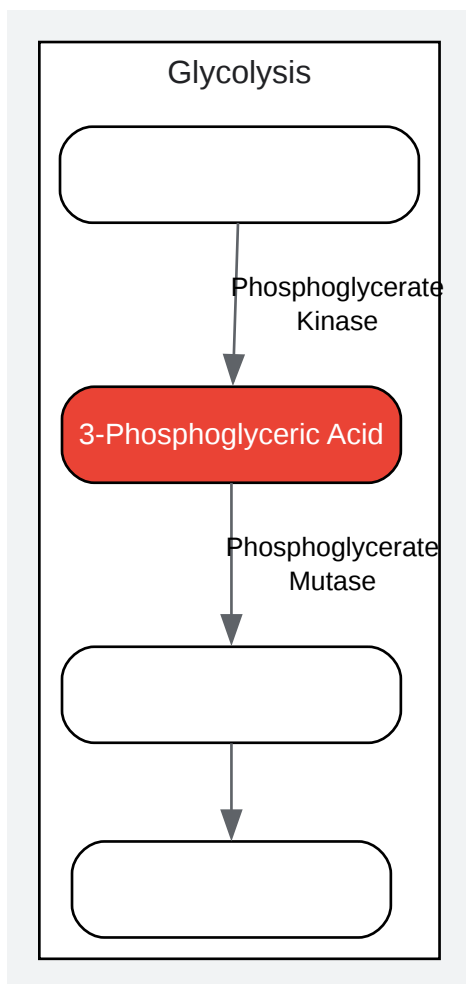 Glycolysis
Phosphoglycerate
Kinase
3-Phosphoglyceric Acid
Phosphoglycerate
Mutase